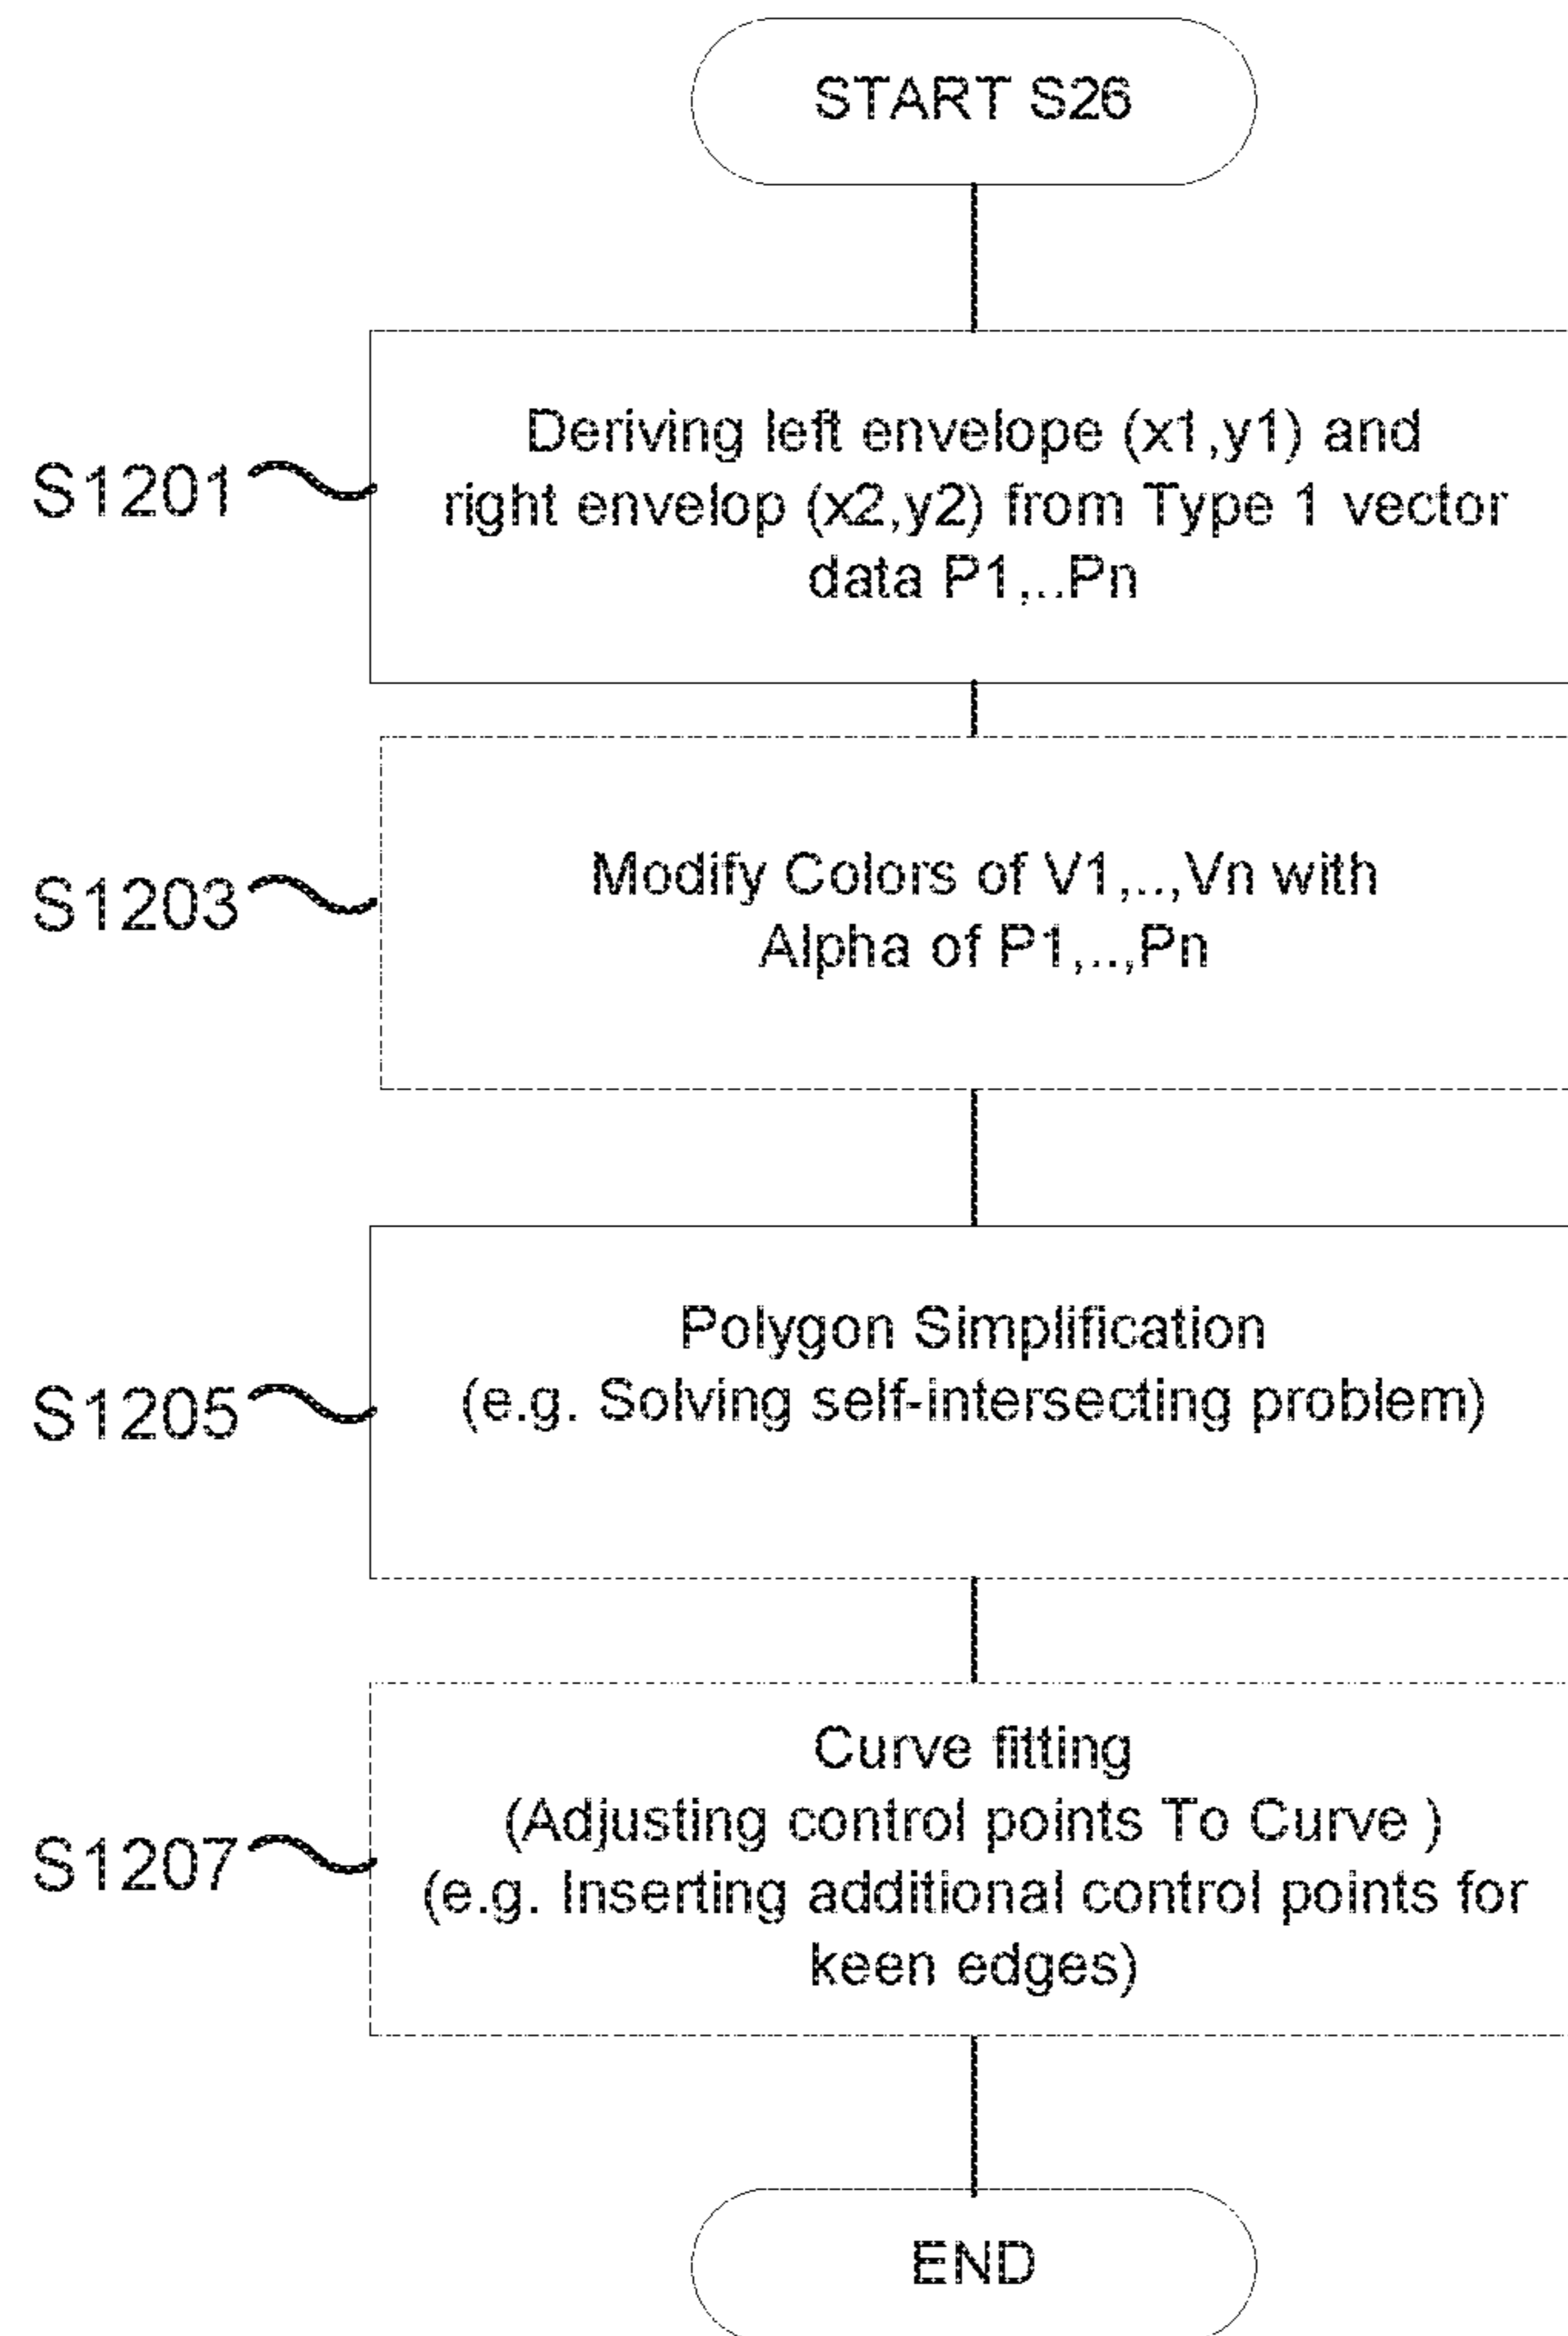 START S26
Deriving left envelope (x1,y1) and
S1201
right envelop (x2,y2) from Type 1 vector
data P1,..Pn
Modify Colors of V1,..,Vn with
S1203
Alpha of P1,..,Pn
Polygon Simplification
S1205
(e.g. Solving self-intersecting problem)
Curve fitting
(Adjusting control points To Curve )
S1207
(e.g. Inserting additional control points for
keen edges)
END